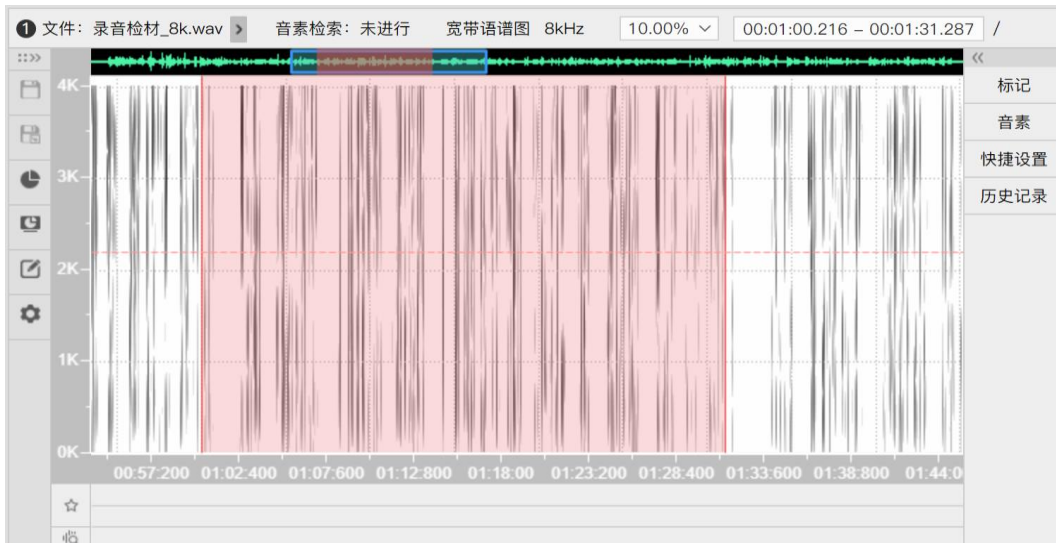 ❶ 文件: 录音检材_8k.wav > 音素检索: 未进行 宽带语谱图 8kHz 10.00% 00:01:00.216 – 00:01:31.287 /
标记
音素
快捷设置
历史记录
4K
3K
2K
1K
0K
00:57:200 01:02:400 01:07:600 01:12:800 01:18:00 01:23:200 01:28:400 01:33:600 01:38:800 01:44:0